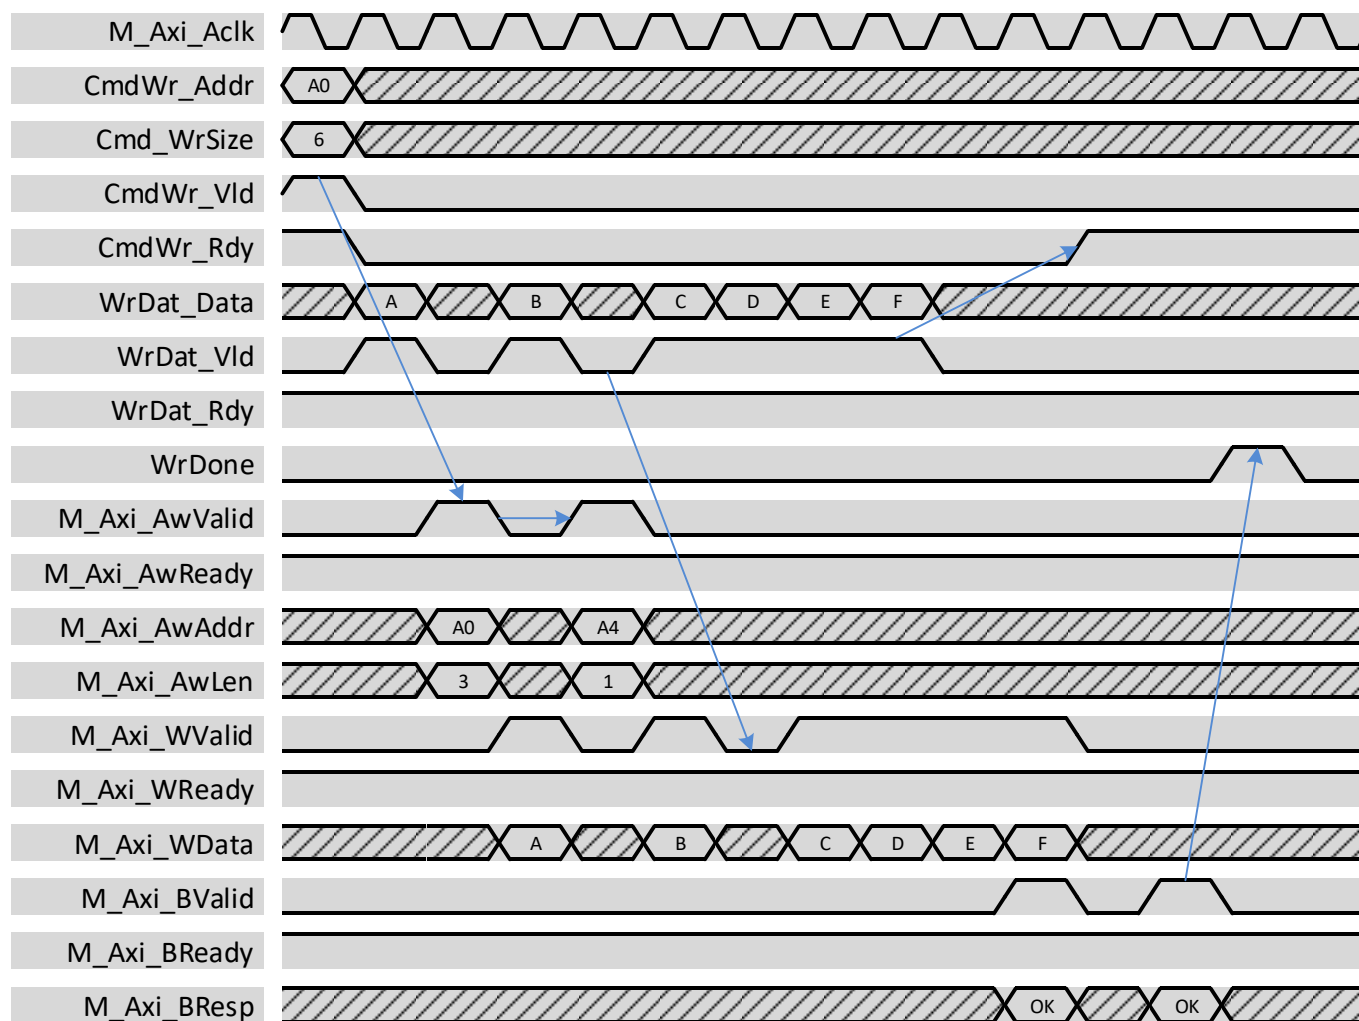 M_Axi_Aclk
CmdWr_Addr A0
Cmd_WrSize 6
CmdWr_Vld
CmdWr_Rdy
WrDat_Data A B C D E F
WrDat_Vld
WrDat_Rdy
WrDone
M_Axi_AwValid
M_Axi_AwReady
M_Axi_AwAddr A0 A4
M_Axi_AwLen 3 1
M_Axi_WValid
M_Axi_WReady
M_Axi_WData A B C D E F
M_Axi_BValid
M_Axi_BReady
M_Axi_BResp OK OK